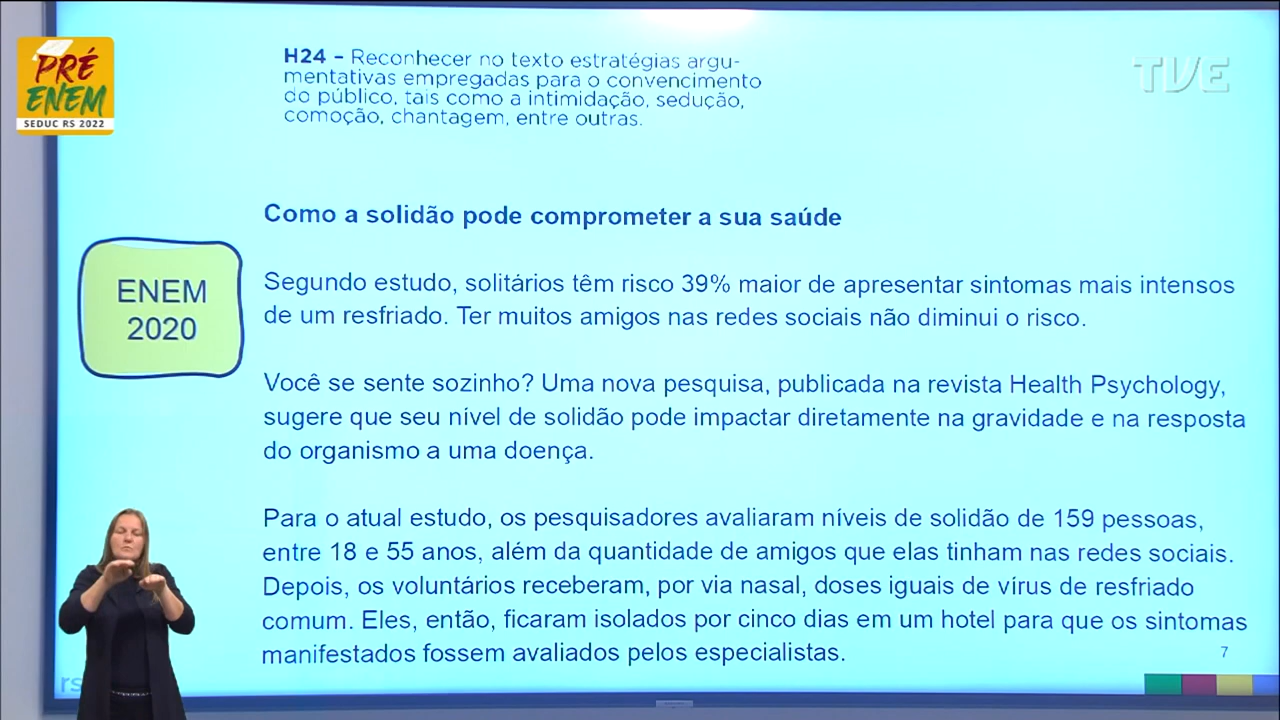 PRÉ
ENEM
SEDUC RS 2022
H24 – Reconhecer no texto estratégias argu-
mentativas empregadas para o convencimento
do público, tais como a intimidação, sedução,
comoção, chantagem, entre outras.
TVE
Como a solidão pode comprometer a sua saúde
ENEM
2020
Segundo estudo, solitários têm risco 39% maior de apresentar sintomas mais intensos
de um resfriado. Ter muitos amigos nas redes sociais não diminui o risco.
Você se sente sozinho? Uma nova pesquisa, publicada na revista Health Psychology,
sugere que seu nível de solidão pode impactar diretamente na gravidade e na resposta
do organismo a uma doença.
Para o atual estudo, os pesquisadores avaliaram níveis de solidão de 159 pessoas,
entre 18 e 55 anos, além da quantidade de amigos que elas tinham nas redes sociais.
Depois, os voluntários receberam, por via nasal, doses iguais de vírus de resfriado
comum. Eles, então, ficaram isolados por cinco dias em um hotel para que os sintomas
manifestados fossem avaliados pelos especialistas.
7
rs